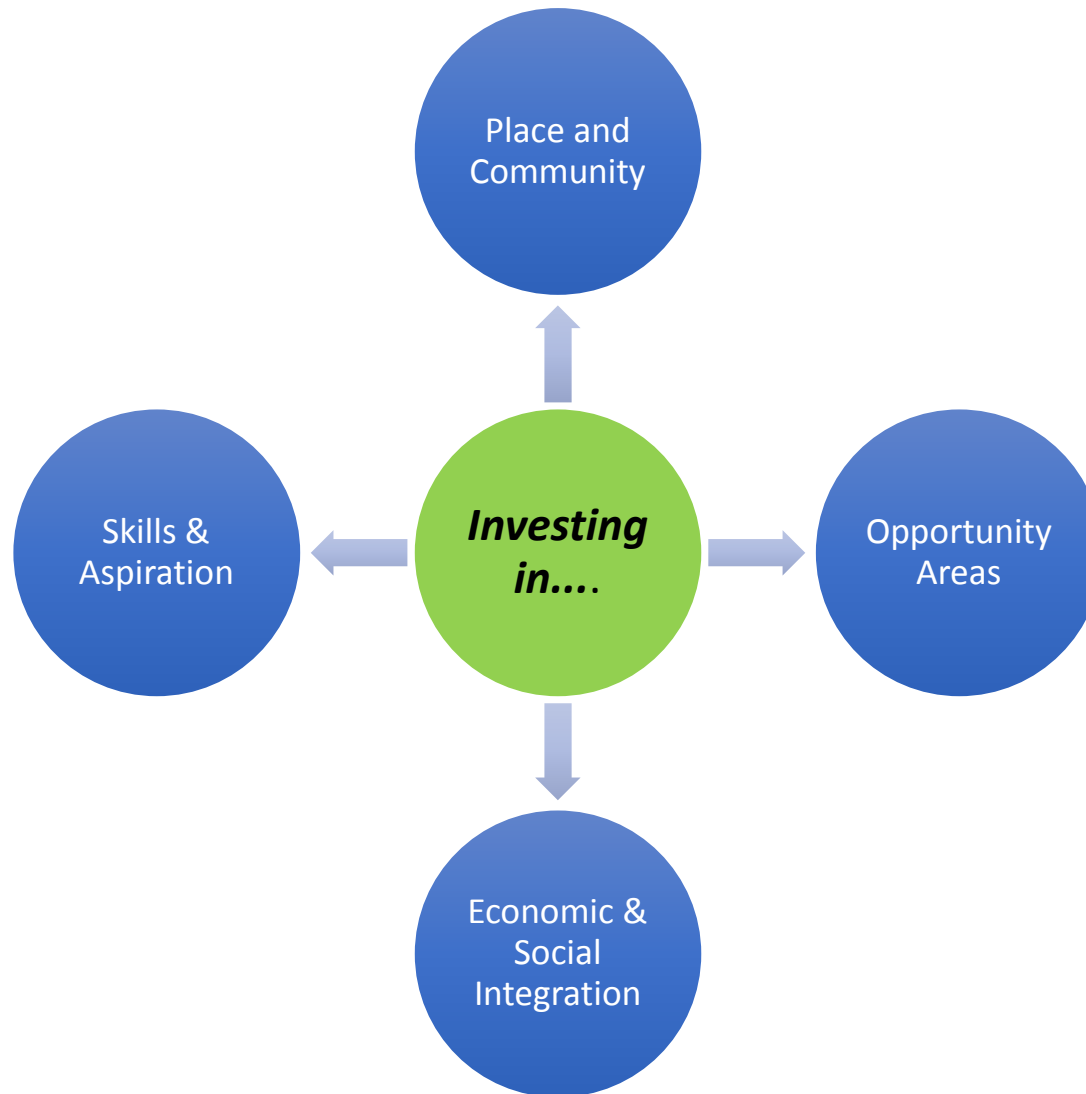 Place and
Community
Skills &
Aspiration
Investing
in....
Opportunity
Areas
Economic &
Social
Integration